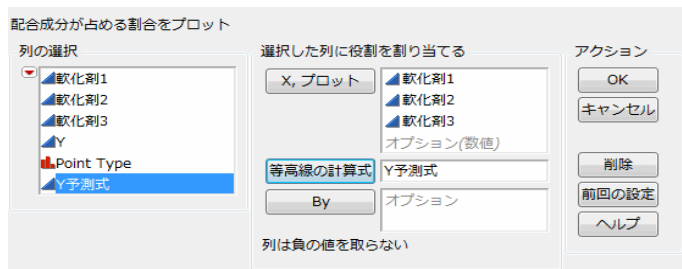 配合成分が占める割合をプロット
列の選択
軟化剤1
軟化剤2
軟化剤3
Y
Point Type
Y予測式
選択した列に役割を割り当てる
X, プロット
軟化剤1
軟化剤2
軟化剤3
オプション(数値)
等高線の計算式
Y予測式
By
オプション
列は負の値を取らない
アクション
OK
キャンセル
削除
前回の設定
ヘルプ